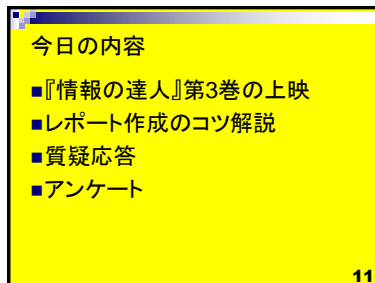 今日の内容
■『情報の達人』第3巻の上映
■レポート作成のコツ解説
■質疑応答
■アンケート
11